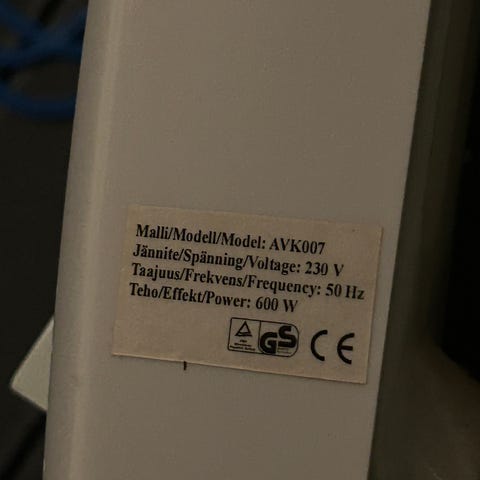 Malli/Modell/Model: AVK007
Jännite/Spänning/Voltage: 230 V
Taajuus/Frekvens/Frequency: 50 Hz
Teho/Effekt/Power: 600 W
GS CE